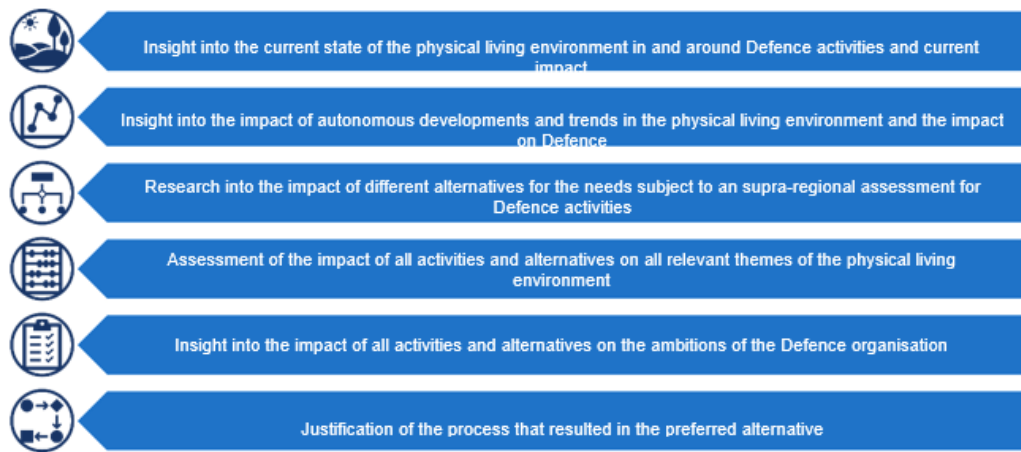 Insight into the current state of the physical living environment in and around Defence activities and current
impact
Insight into the impact of autonomous developments and trends in the physical living environment and the impact
on Defence
Research into the impact of different alternatives for the needs subject to an supra-regional assessment for
Defence activities
Assessment of the impact of all activities and alternatives on all relevant themes of the physical living
environment
Insight into the impact of all activities and alternatives on the ambitions of the Defence organisation
Justification of the process that resulted in the preferred alternative